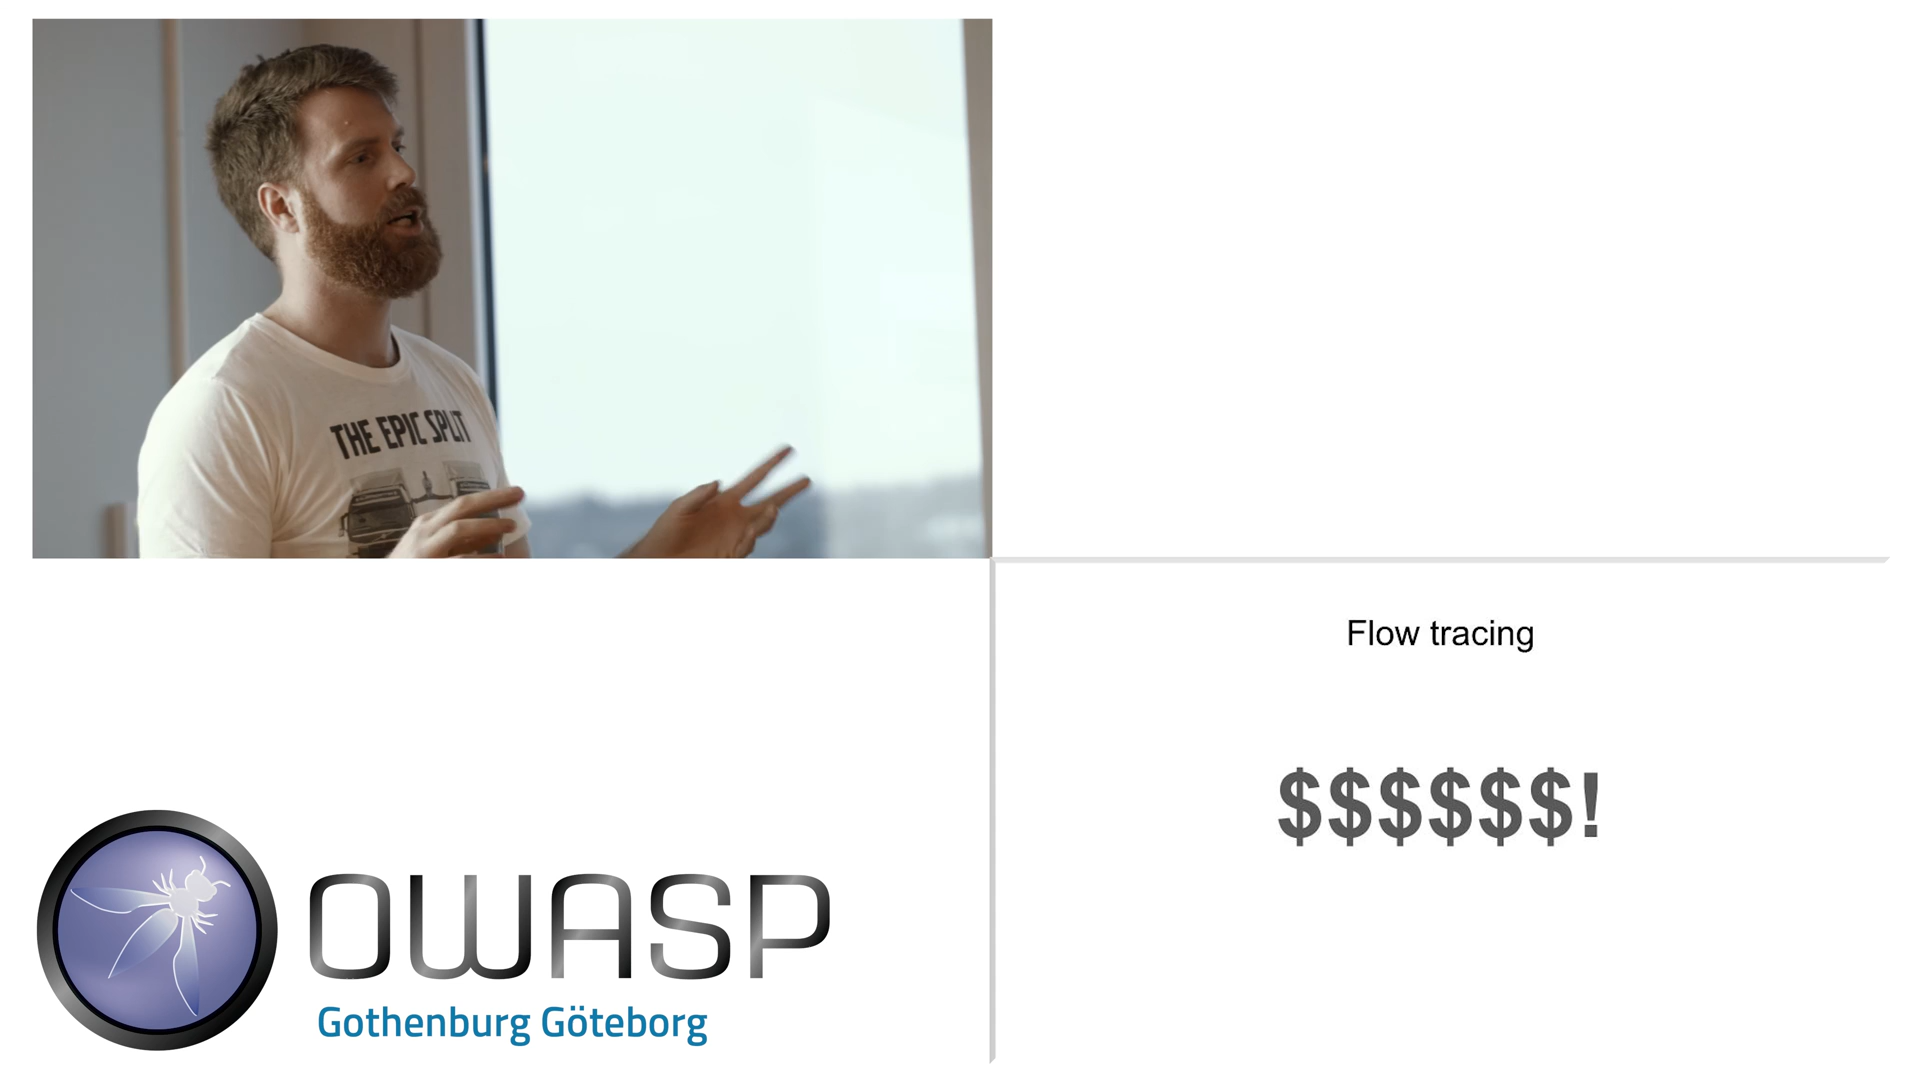 THE EPIC SPLIT
Flow tracing
$$$$$$!
OWASP
Gothenburg Göteborg